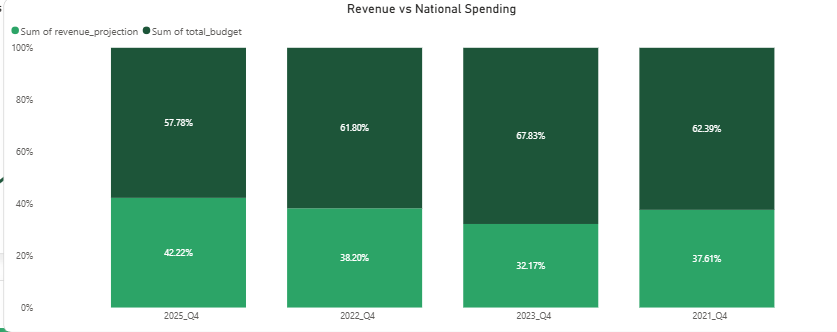 Revenue vs National Spending
Sum of revenue_projection Sum of total_budget
100%
80%
60%
40%
20%
0%
57.78% 61.80% 67.83% 62.39%
42.22% 38.20% 32.17% 37.61%
2025_Q4 2022_Q4 2023_Q4 2021_Q4